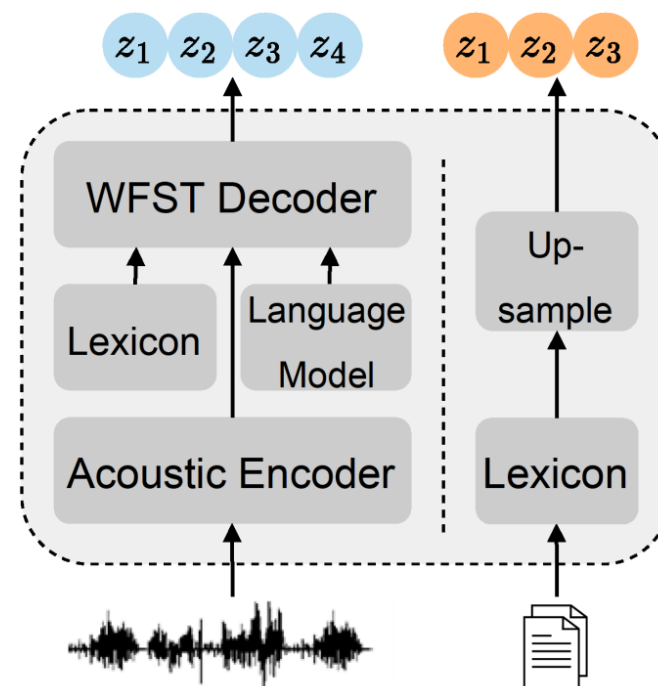 z₁ z₂ z₃ z₄
z₁ z₂ z₃
WFST Decoder
Lexicon
Language
Model
Acoustic Encoder
Up-
sample
Lexicon